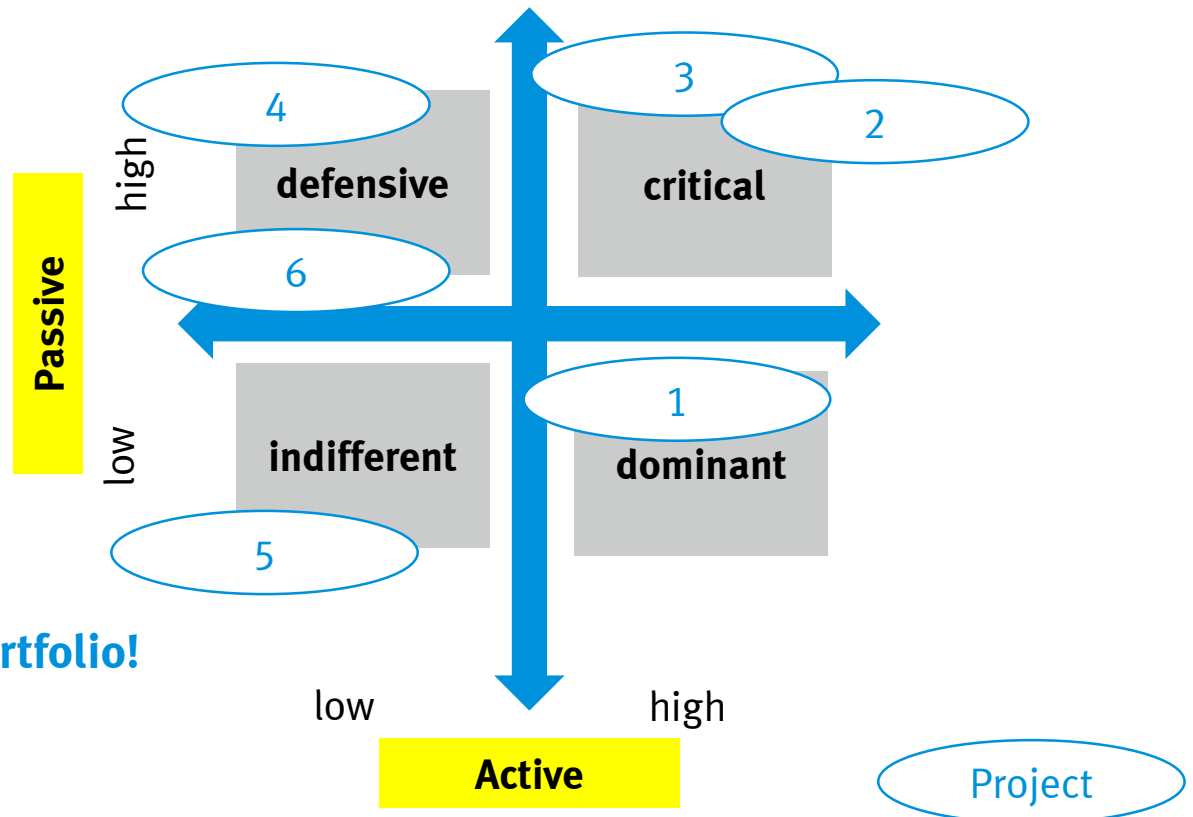 3
4
2
high
defensive
critical
6
Passive
1
low
indifferent
dominant
5
rtfolio!
low
high
Active
Project